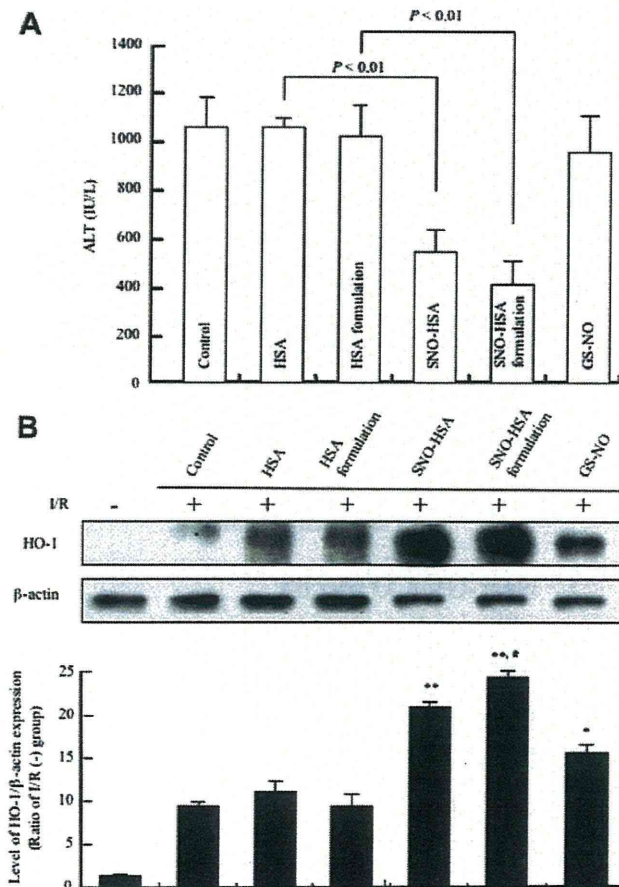 A
P < 0.01
P < 0.01
1400
1200
1000
800
600
400
200
0
ALT (IU/L)
Control
HSA
HSA fomulation
SNO-HSA
SNO-HSA
formulation
GS-NO
B
Control
HSA
HSA
formulation
SNO-HSA
SNO-HSA
formulation
GS-NO
I/R - + + + + + +
HO-1
β-actin
Level of HO-1/β-actin expression
(Ratio of I/R (-) group)
25
20
15
10
5
0
**
**, #
*